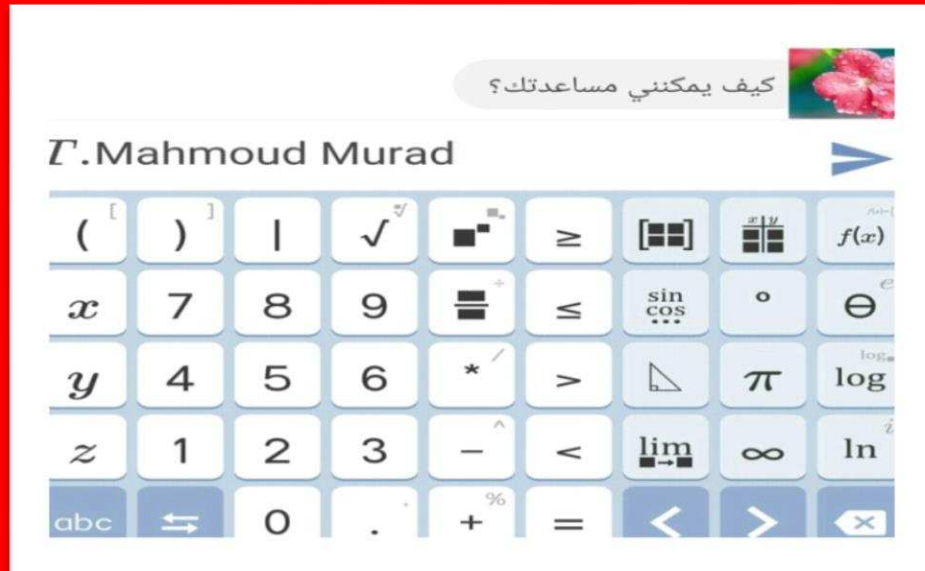 كيف يمكنني مساعدتك؟
T.Mahmoud Murad
( [ ) ] | √ ∛ ■^■ ■. ≥ [■■] x|y f(x)
x 7 8 9 ÷ ≤ sin cos ... ° θ e
y 4 5 6 * / > π log log
z 1 2 3 − ^ < lim ■→■ ∞ ln i
abc ⇆ 0 . , + % = < >